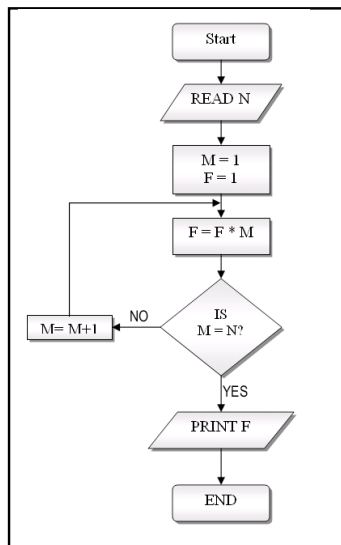 Start
READ N
M = 1
F = 1
F = F * M
IS
M = N?
NO
M= M+1
YES
PRINT F
END